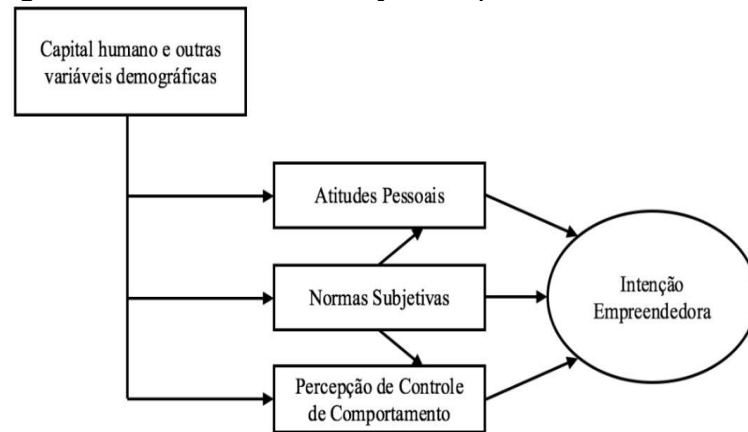 Capital humano e outras
variáveis demográficas
Atitudes Pessoais
Normas Subjetivas
Percepção de Controle
de Comportamento
Intenção
Empreendedora